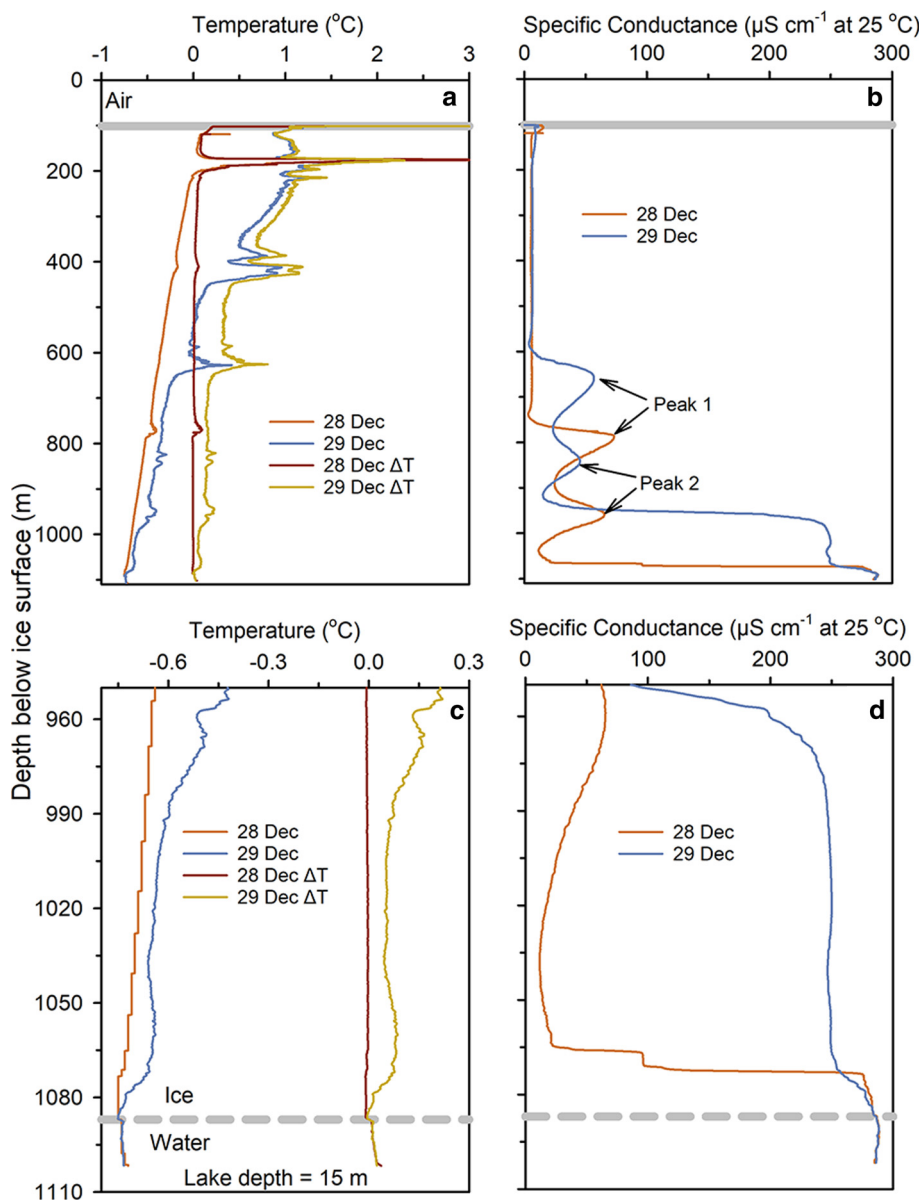 Temperature (°C)
-1 0 1 2 3
Specific Conductance (µS cm⁻¹ at 25 °C)
0 100 200 300
0
200
400
600
800
1000
Air
a
28 Dec
29 Dec
28 Dec ΔT
29 Dec ΔT
b
28 Dec
29 Dec
Peak 1
Peak 2
Depth below ice surface (m)
Temperature (°C)
-0.6 -0.3 0.0 0.3
Specific Conductance (µS cm⁻¹ at 25 °C)
0 100 200 300
960
990
1020
1050
1080
1110
c
28 Dec
29 Dec
28 Dec ΔT
29 Dec ΔT
Ice
Water
Lake depth = 15 m
d
28 Dec
29 Dec